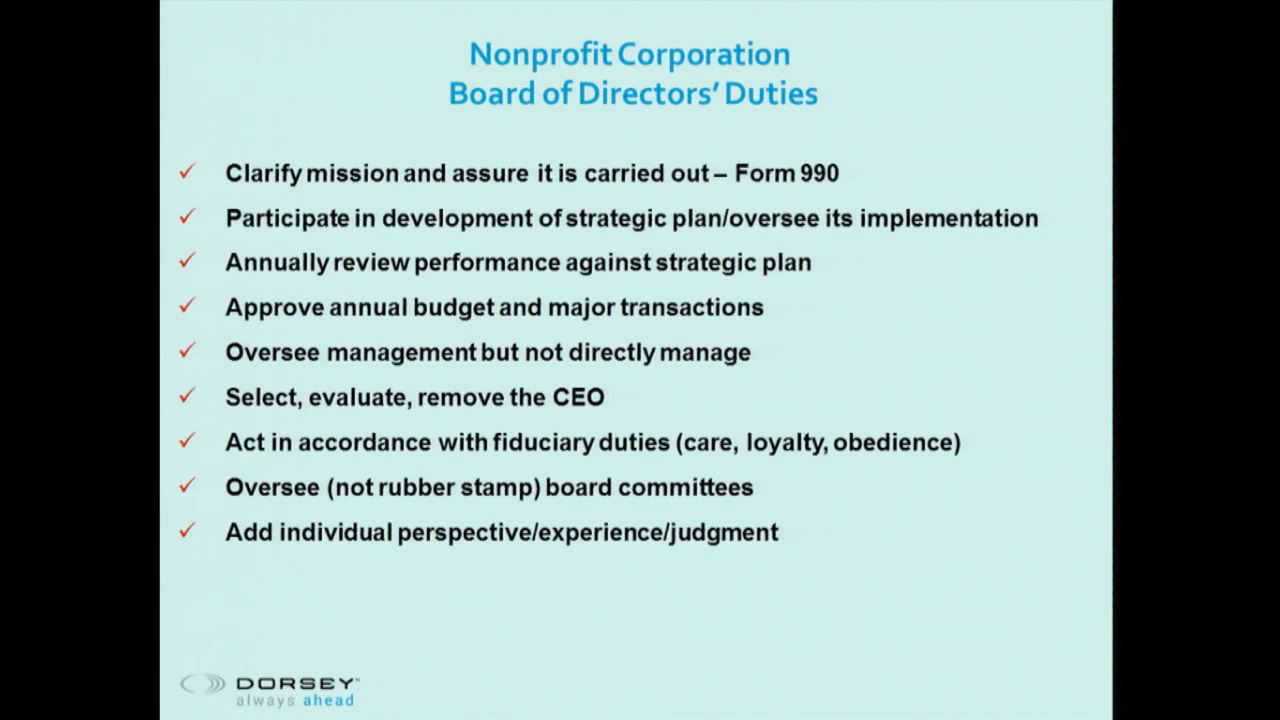 Nonprofit Corporation
Board of Directors' Duties
✓ Clarify mission and assure it is carried out – Form 990
✓ Participate in development of strategic plan/oversee its implementation
✓ Annually review performance against strategic plan
✓ Approve annual budget and major transactions
✓ Oversee management but not directly manage
✓ Select, evaluate, remove the CEO
✓ Act in accordance with fiduciary duties (care, loyalty, obedience)
✓ Oversee (not rubber stamp) board committees
✓ Add individual perspective/experience/judgment
DORSEY™
always ahead